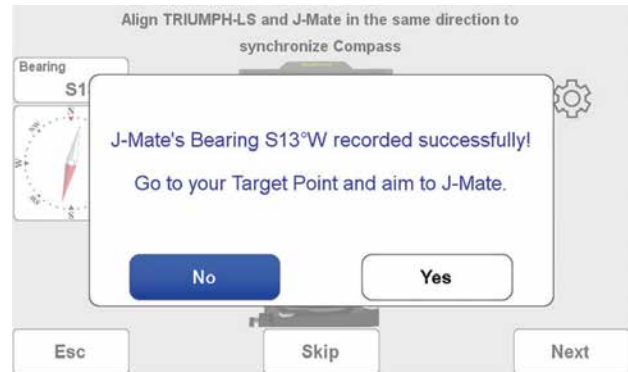 Align TRIUMPH-LS and J-Mate in the same direction to
synchronize Compass
Bearing
S1
J-Mate's Bearing S13°W recorded successfully!
Go to your Target Point and aim to J-Mate.
No
Yes
Esc
Skip
Next